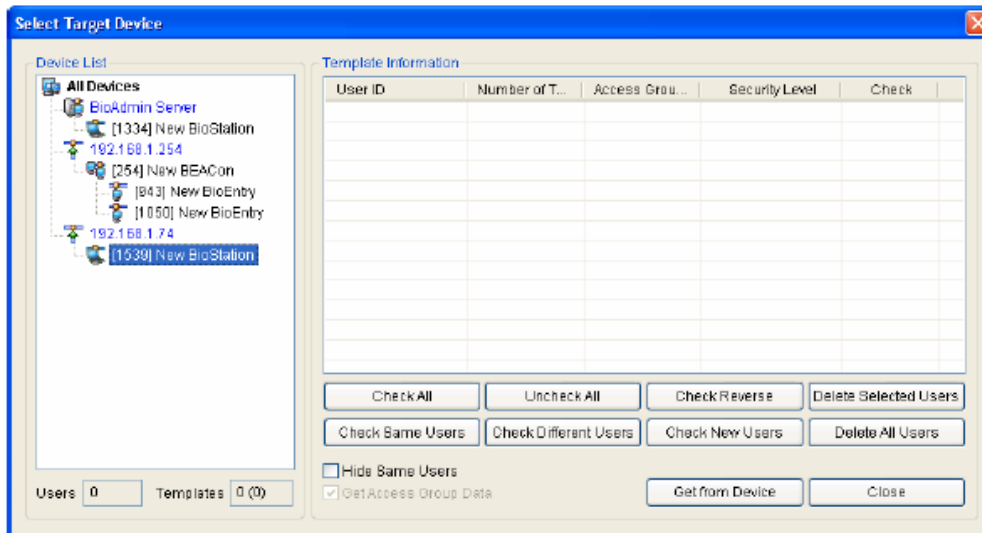 Select Target Device
Device List
All Devices
BioAdmin Server
[1334] New BioStation
192.168.1.254
[254] New BEACon
[843] New BioEntry
[1050] New BioEntry
192.168.1.74
[1539] New BioStation
Users 0 Templates 0 (0)
Template Information
User ID Number of T... Access Grou... Security Level Check
Check All Uncheck All Check Reverse Delete Selected Users
Check Same Users Check Different Users Check New Users Delete All Users
Hide Same Users
Get Access Group Data
Get from Device Close